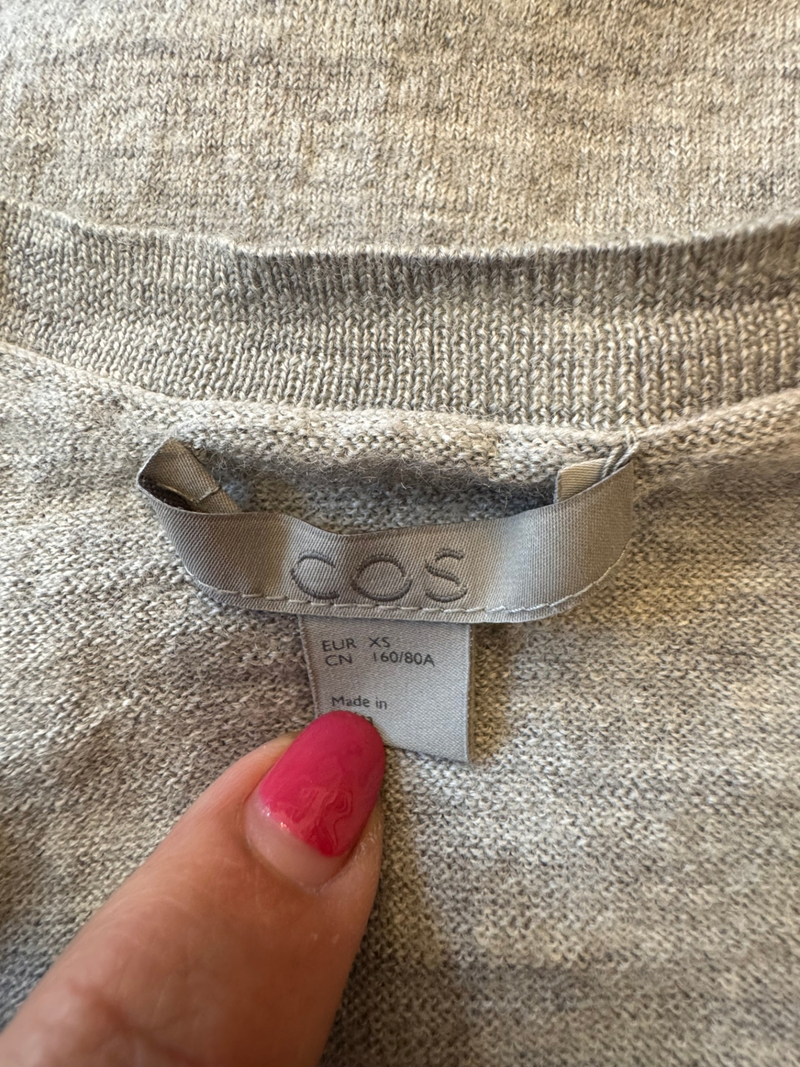 COS
EUR XS
CN 160/80A
Made in